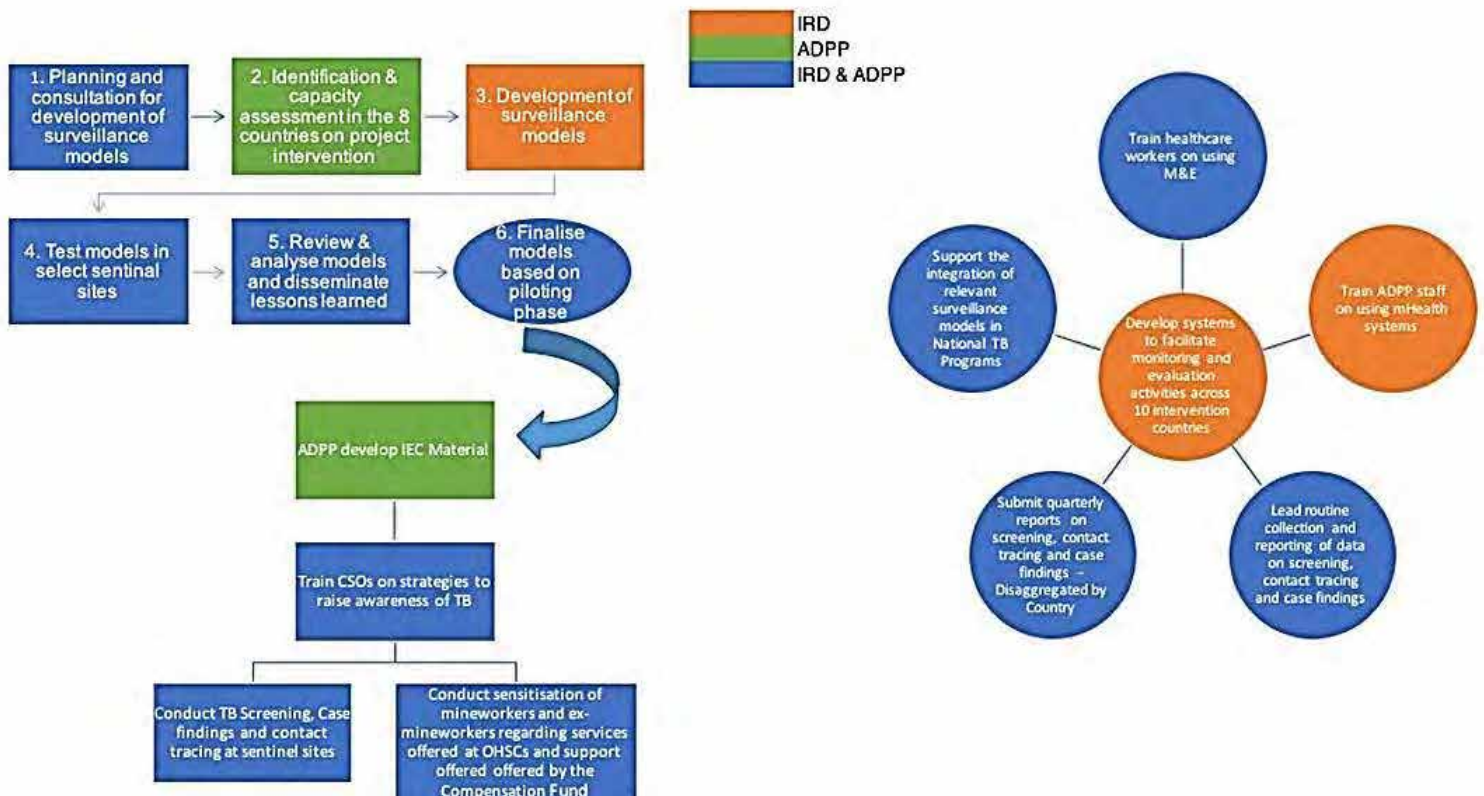 IRD
ADPP
IRD & ADPP
1. Planning and
consultation for
development of
surveillance
models
2. Identification &
capacity
assessment in the 8
countries on project
intervention
3. Development of
surveillance
models
4. Test models in
select sentinal
sites
5. Review &
analyse models
and disseminate
lessons learned
6. Finalise
models
based on
piloting
phase
ADPP develop IEC Material
Train CSOs on strategies to
raise awareness of TB
Conduct TB Screening, Case
findings and contact
tracing at sentinel sites
Conduct sensitisation of
mineworkers and ex-
mineworkers regarding services
offered at OHSCs and support
offered offered by the
Compensation Fund
Train healthcare
workers on using
M&E
Support the
integration of
relevant
surveillance
models in
National TB
Programs
Train ADPP staff
on using mHealth
systems
Develop systems
to facilitate
monitoring and
evaluation
activities across
10 intervention
countries
Submit quarterly
reports on
screening, contact
tracing and case
findings –
Disaggregated by
Country
Lead routine
collection and
reporting of data
on screening,
contact tracing
and case findings